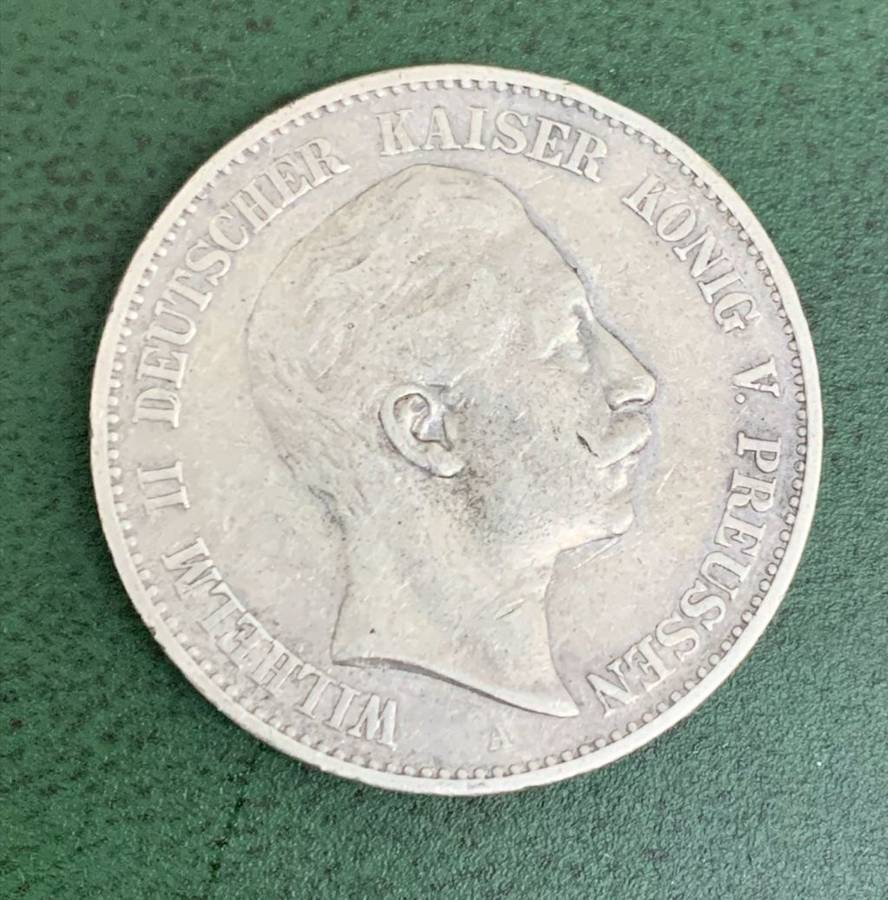 WILHELM II DEUTSCHER KAISER KÖNIG V. PREUSSEN
A